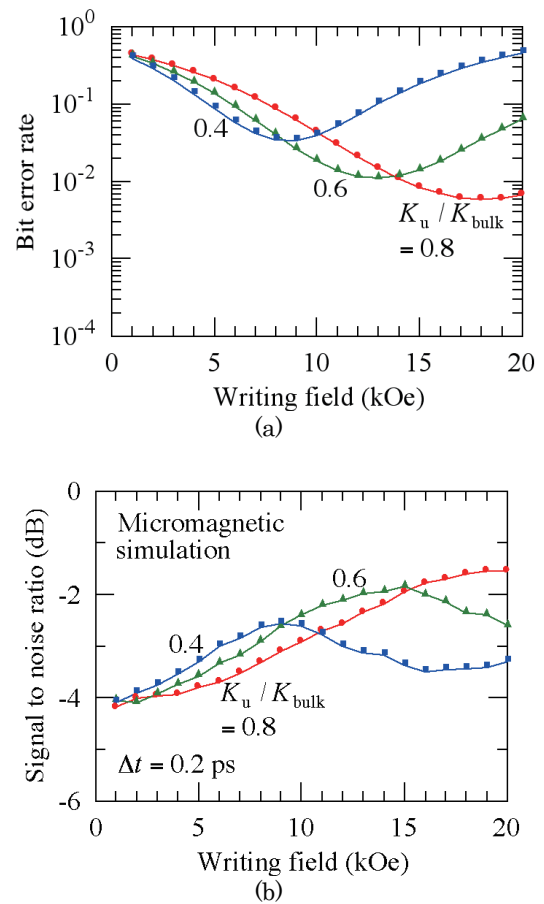 10^0
10^-1
10^-2
10^-3
10^-4
Bit error rate
0.4
0.6
K_u / K_bulk
= 0.8
0 5 10 15 20
Writing field (kOe)
(a)
0
-2
-4
-6
Signal to noise ratio (dB)
Micromagnetic
simulation
0.6
0.4
K_u / K_bulk
= 0.8
Δt = 0.2 ps
0 5 10 15 20
Writing field (kOe)
(b)